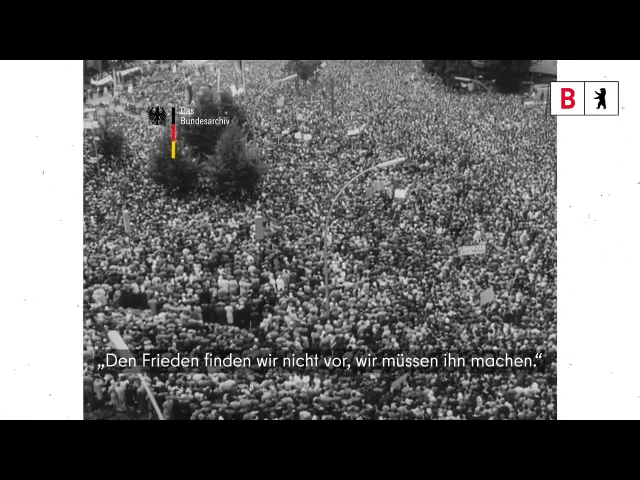 Das
Bundesarchiv
B
„Den Frieden finden wir nicht vor, wir müssen ihn machen.“